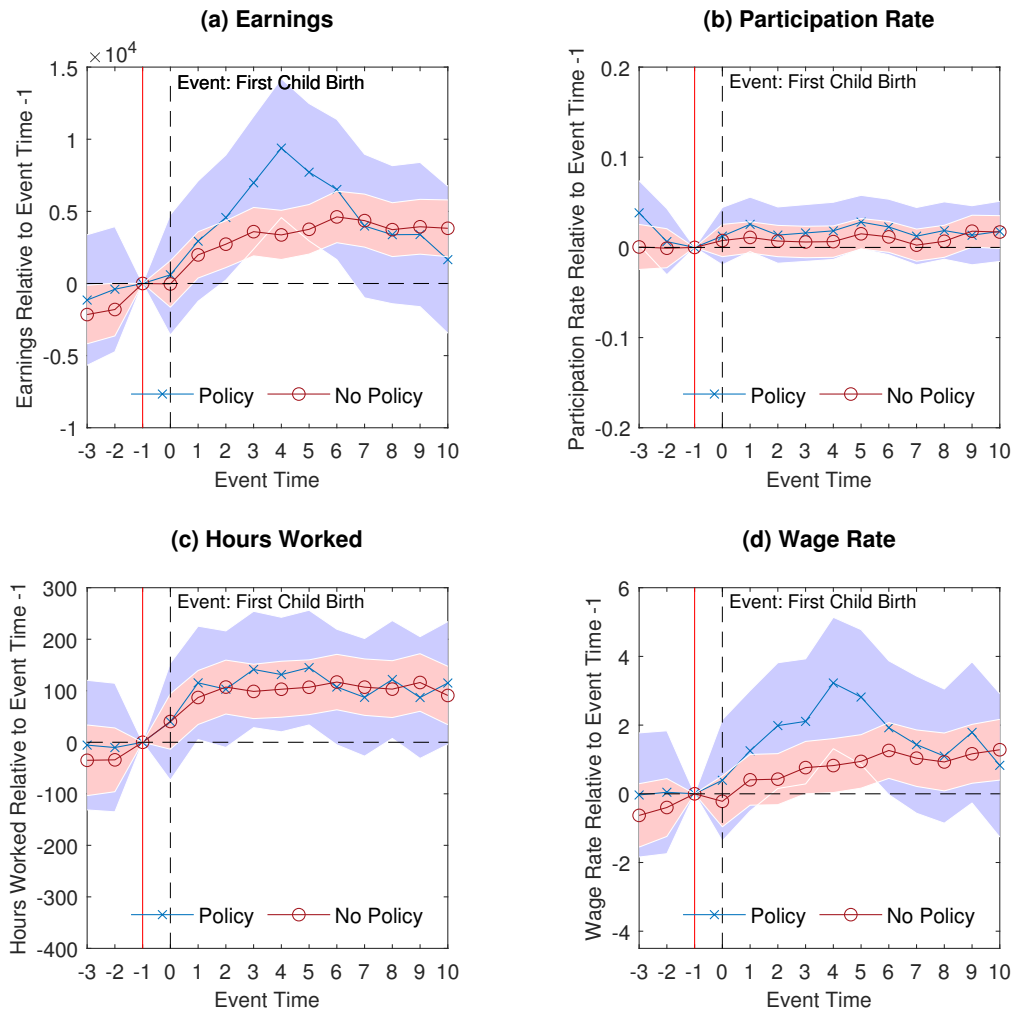 (a) Earnings
× 10^4
1.5
1
0.5
0
-0.5
-1
Earnings Relative to Event Time -1
Event: First Child Birth
Policy
No Policy
-3 -2 -1 0 1 2 3 4 5 6 7 8 9 10
Event Time
(b) Participation Rate
0.2
0.1
0
-0.1
-0.2
Participation Rate Relative to Event Time -1
Event: First Child Birth
Policy
No Policy
-3 -2 -1 0 1 2 3 4 5 6 7 8 9 10
Event Time
(c) Hours Worked
300
200
100
0
-100
-200
-300
-400
Hours Worked Relative to Event Time -1
Event: First Child Birth
Policy
No Policy
-3 -2 -1 0 1 2 3 4 5 6 7 8 9 10
Event Time
(d) Wage Rate
6
4
2
0
-2
-4
Wage Rate Relative to Event Time -1
Event: First Child Birth
Policy
No Policy
-3 -2 -1 0 1 2 3 4 5 6 7 8 9 10
Event Time